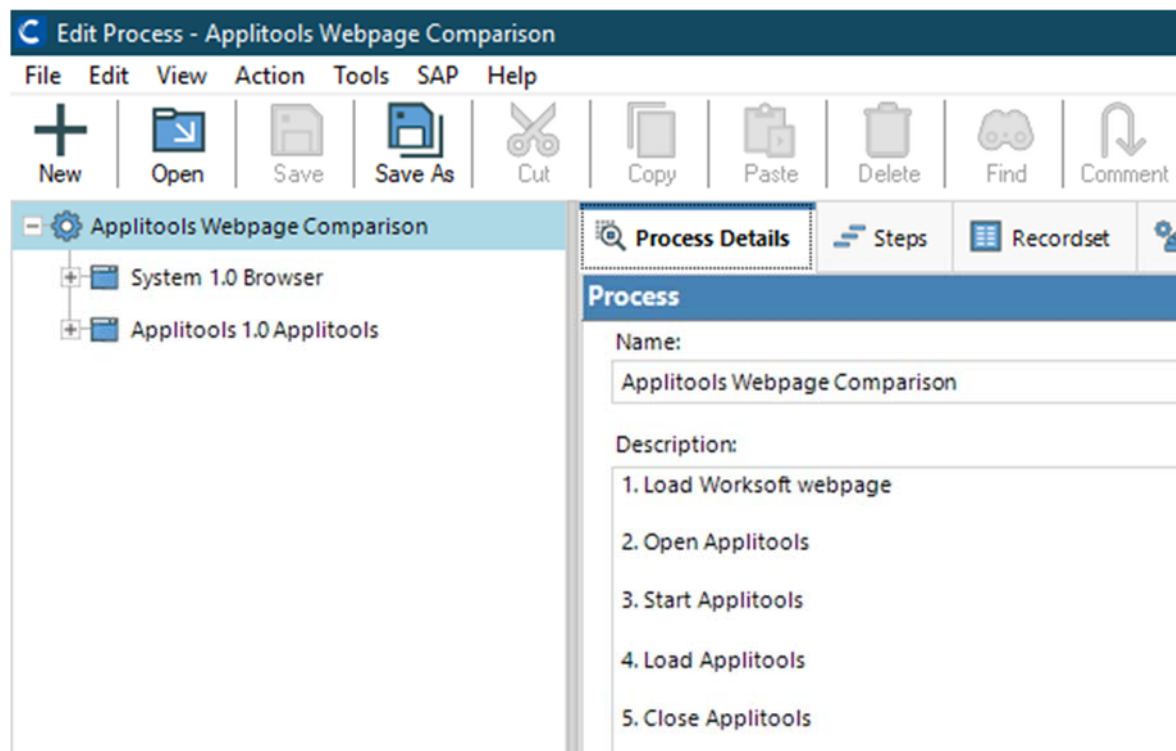 Edit Process - Applitools Webpage Comparison
File Edit View Action Tools SAP Help
New Open Save Save As Cut Copy Paste Delete Find Comment
Applitools Webpage Comparison
System 1.0 Browser
Applitools 1.0 Applitools
Process Details Steps Recordset
Process
Name:
Applitools Webpage Comparison
Description:
1. Load Worksoft webpage
2. Open Applitools
3. Start Applitools
4. Load Applitools
5. Close Applitools